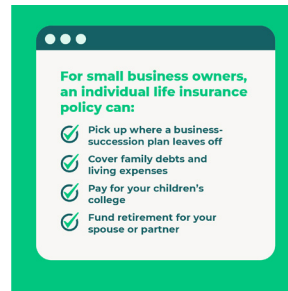 For small business owners,
an individual life insurance
policy can:
Pick up where a business-
succession plan leaves off
Cover family debts and
living expenses
Pay for your children's
college
Fund retirement for your
spouse or partner